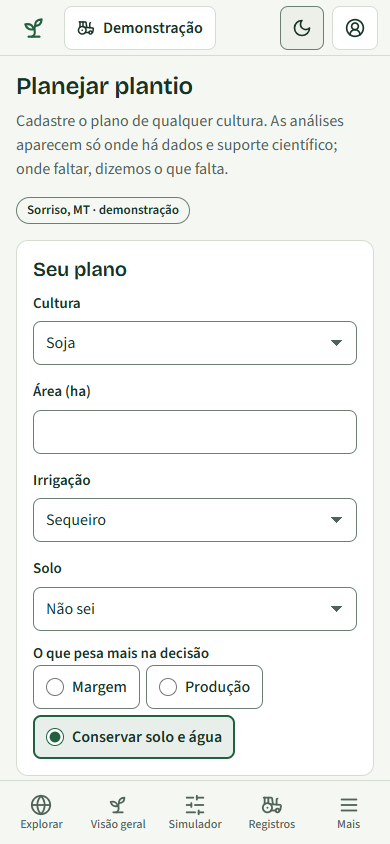 Demonstração
Planejar plantio
Cadastre o plano de qualquer cultura. As análises
aparecem só onde há dados e suporte científico;
onde faltar, dizemos o que falta.
Sorriso, MT · demonstração
Seu plano
Cultura
Soja
Área (ha)
Irrigação
Sequeiro
Solo
Não sei
O que pesa mais na decisão
Margem
Produção
Conservar solo e água
Explorar
Visão geral
Simulador
Registros
Mais